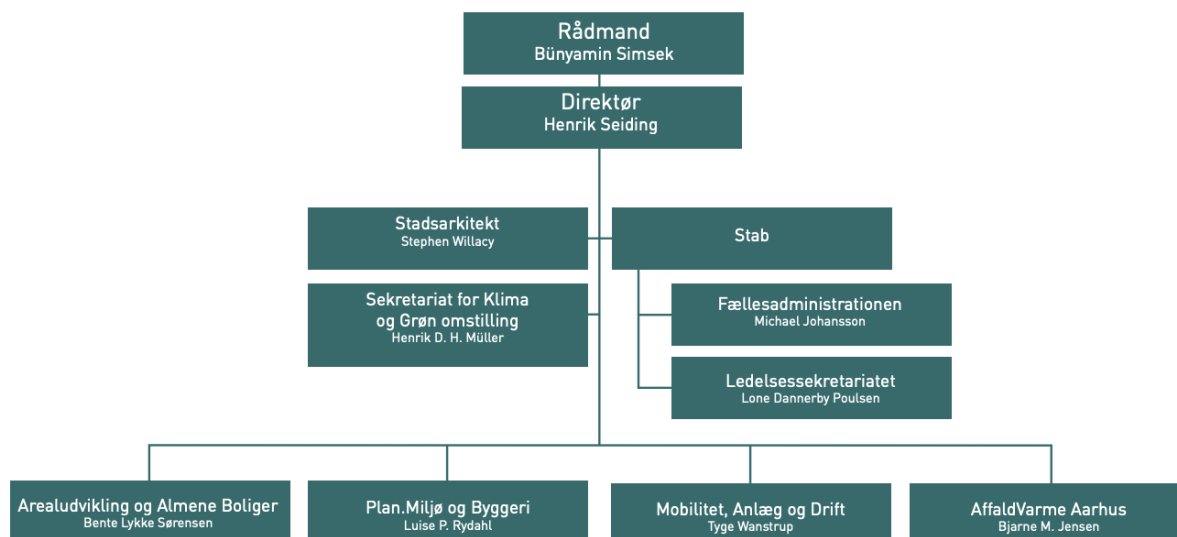 Rådmand
Bünyamin Simsek
Direktør
Henrik Seiding
Stadsarkitekt
Stephen Willacy
Stab
Sekretariat for Klima
og Grøn omstilling
Henrik D. H. Müller
Fællesadministrationen
Michael Johansson
Ledelsessekretariatet
Lone Dannerby Poulsen
Arealudvikling og Almene Boliger
Bente Lykke Sørensen
Plan.Miljø og Byggeri
Luise P. Rydahl
Mobilitet, Anlæg og Drift
Tyge Wanstrup
AffaldVarme Aarhus
Bjarne M. Jensen